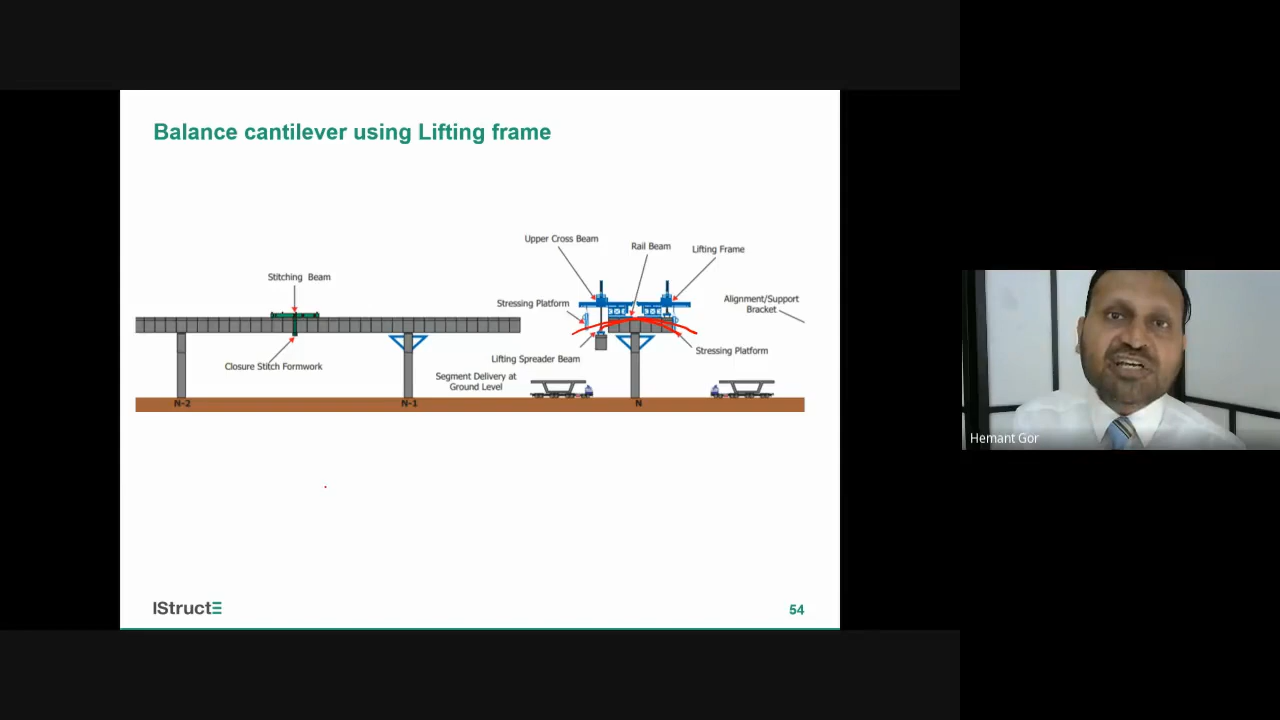 Balance cantilever using Lifting frame
Upper Cross Beam
Rail Beam
Lifting Frame
Stitching Beam
Stressing Platform
Alignment/Support
Bracket
Lifting Spreader Beam
Stressing Platform
Closure Stitch Formwork
Segment Delivery at
Ground Level
N-2
N-1
N
Hemant Gor
IStructE
54